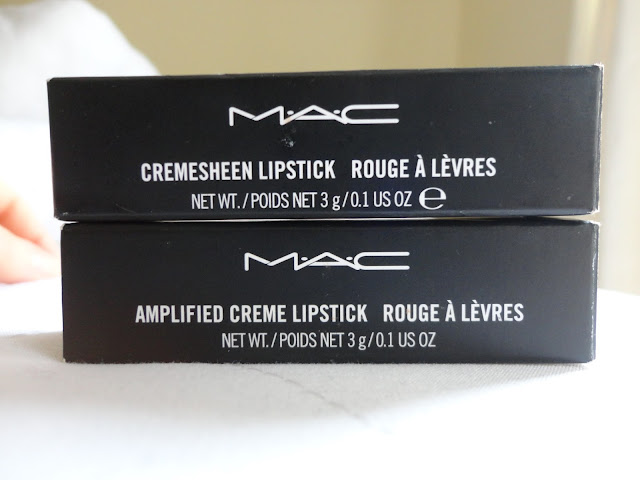 M·A·C
CREMESHEEN LIPSTICK ROUGE À LÈVRES
NET WT./POIDS NET 3 g/0.1 US OZ ℮
M·A·C
AMPLIFIED CREME LIPSTICK ROUGE À LÈVRES
NET WT./POIDS NET 3 g/0.1 US OZ